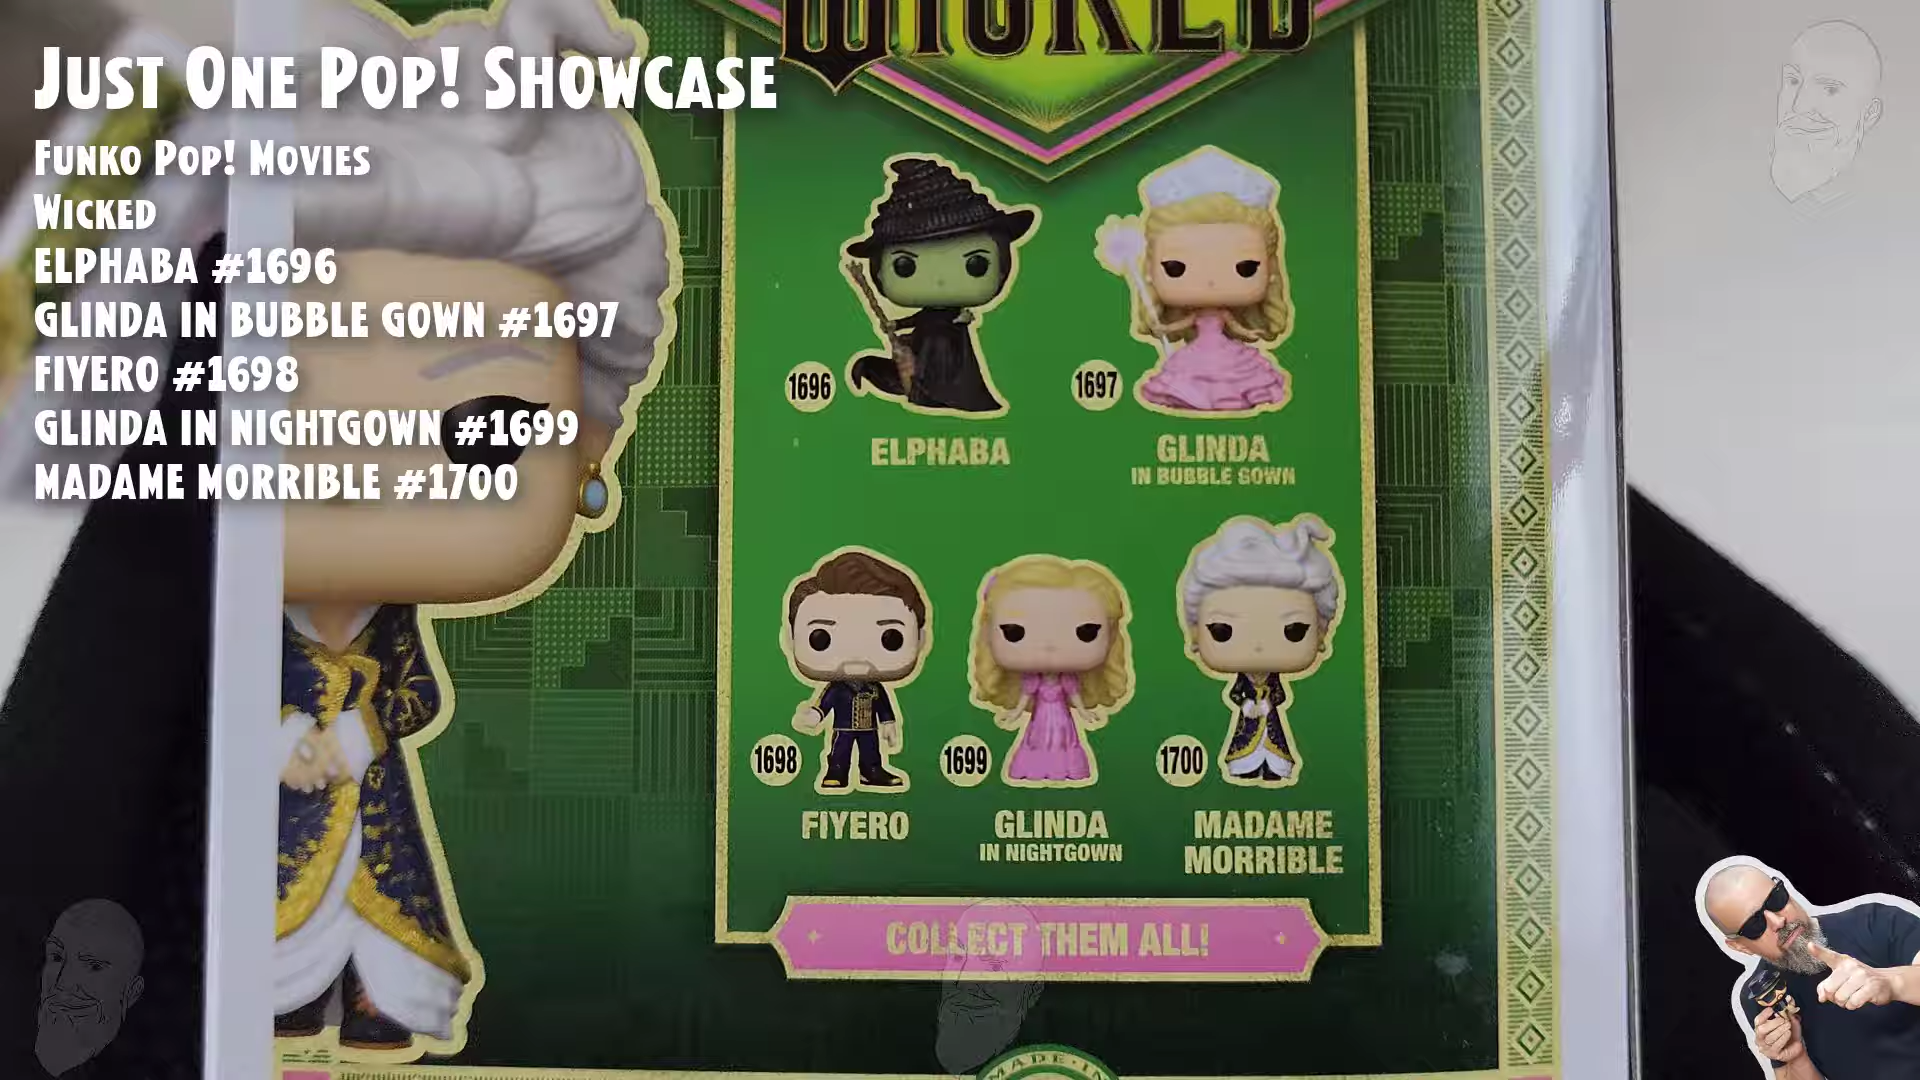 JUST ONE POP! SHOWCASE
FUNKO POP! MOVIES
WICKED
ELPHABA #1696
GLINDA IN BUBBLE GOWN #1697
FIYERO #1698
GLINDA IN NIGHTGOWN #1699
MADAME MORRIBLE #1700
WICKED
1696
ELPHABA
1697
GLINDA
IN BUBBLE GOWN
1698
FIYERO
1699
GLINDA
IN NIGHTGOWN
1700
MADAME
MORRIBLE
COLLECT THEM ALL!
MADE